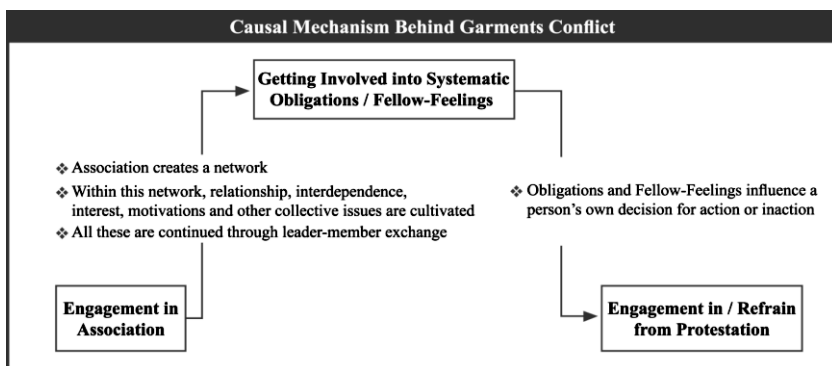 Causal Mechanism Behind Garments Conflict
Getting Involved into Systematic
Obligations / Fellow-Feelings
❖ Association creates a network
❖ Within this network, relationship, interdependence,
interest, motivations and other collective issues are cultivated
❖ All these are continued through leader-member exchange
❖ Obligations and Fellow-Feelings influence a
person's own decision for action or inaction
Engagement in
Association
Engagement in / Refrain
from Protestation